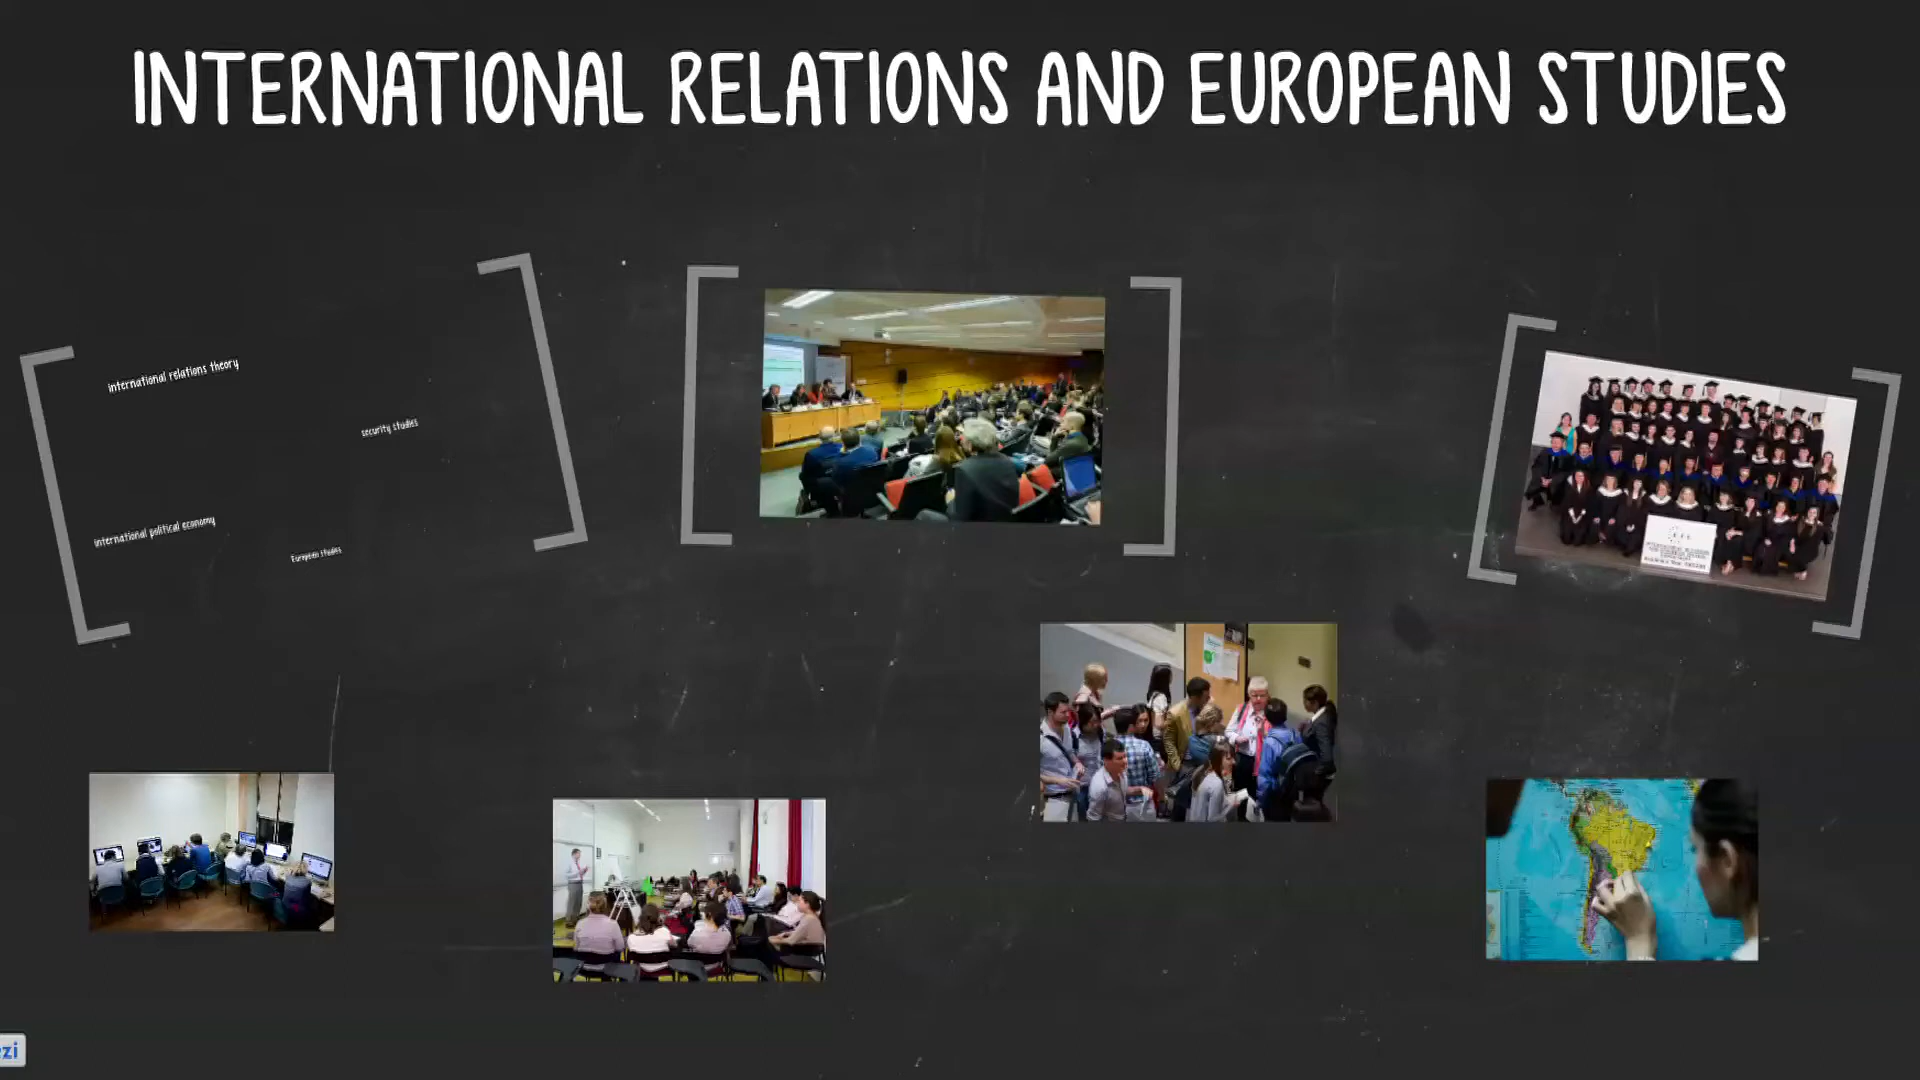 INTERNATIONAL RELATIONS AND EUROPEAN STUDIES
international relations theory
security studies
international political economy
European studies
zi